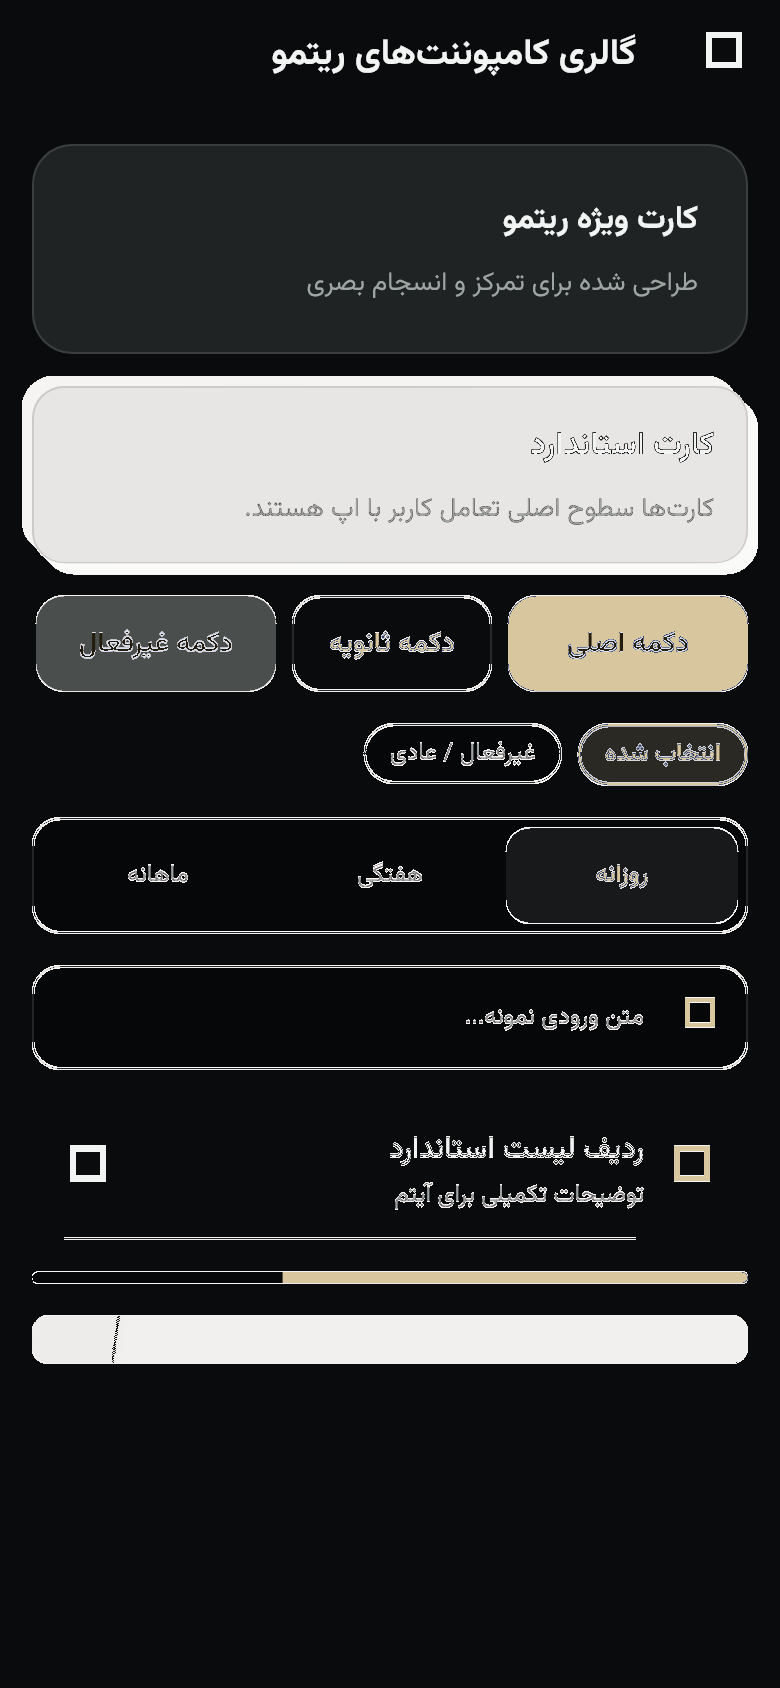 گالری کامپوننت‌های ریتمو
کارت ویژه ریتمو
طراحی شده برای تمرکز و انسجام بصری
کارت استاندارد
کارت‌ها سطوح اصلی تعامل کاربر با اپ هستند.
دکمه اصلی
دکمه ثانویه
دکمه غیرفعال
انتخاب شده
غیرفعال / عادی
روزانه
هفتگی
ماهانه
متن ورودی نمونه...
ردیف لیست استاندارد
توضیحات تکمیلی برای آیتم